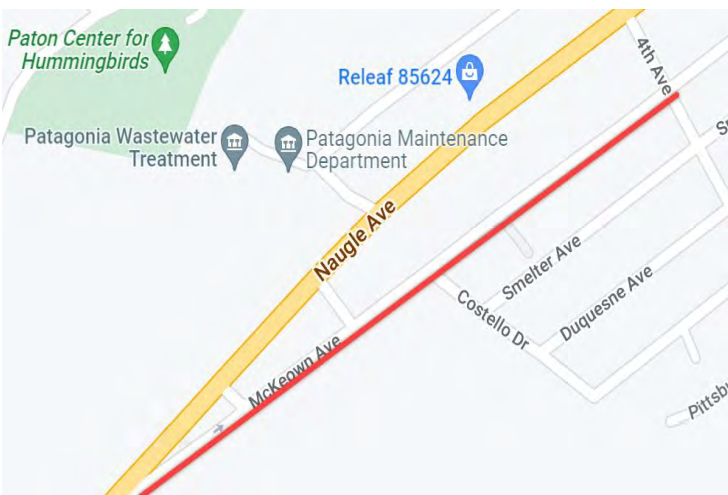 Paton Center for
Hummingbirds
Releaf 85624
4th Ave
Patagonia Wastewater
Treatment
Patagonia Maintenance
Department
Naugle Ave
Smelter Ave
Duquesne Ave
Costello Dr
McKeown Ave